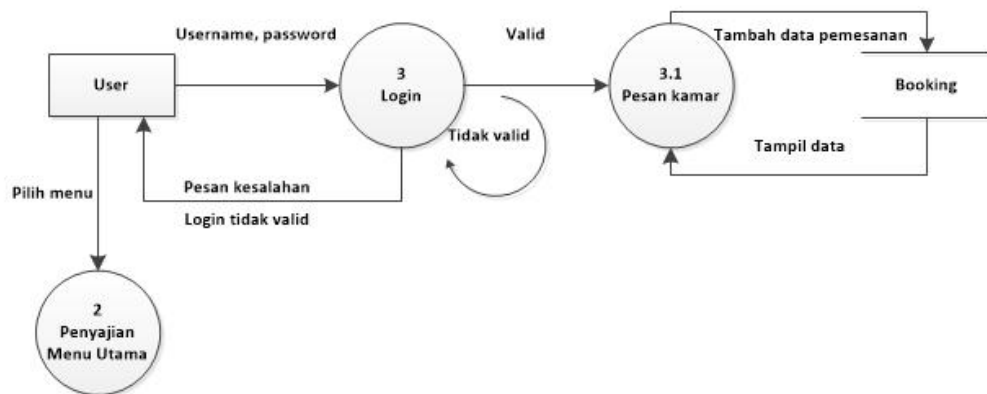 Username, password
Valid
Tambah data pemesanan
User
3
Login
3.1
Pesan kamar
Booking
Tidak valid
Tampil data
Pilih menu
Pesan kesalahan
Login tidak valid
2
Penyajian
Menu Utama